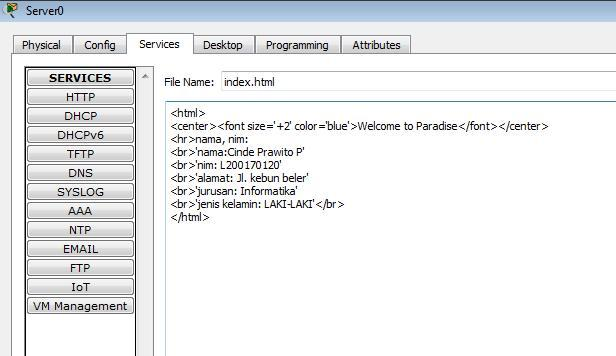 Server0
Physical Config Services Desktop Programming Attributes
SERVICES
HTTP
DHCP
DHCPv6
TFTP
DNS
SYSLOG
AAA
NTP
EMAIL
FTP
IoT
VM Management
File Name: index.html
<html>
<center><font size='+2' color='blue'>Welcome to Paradise</font></center>
<hr>nama, nim:
<br>'nama:Cinde Prawito P'
<br>'nim: L200170120'
<br>'alamat: Jl. kebun beler'
<br>'jurusan: Informatika'
<br>'jenis kelamin: LAKI-LAKI'</br>
</html>